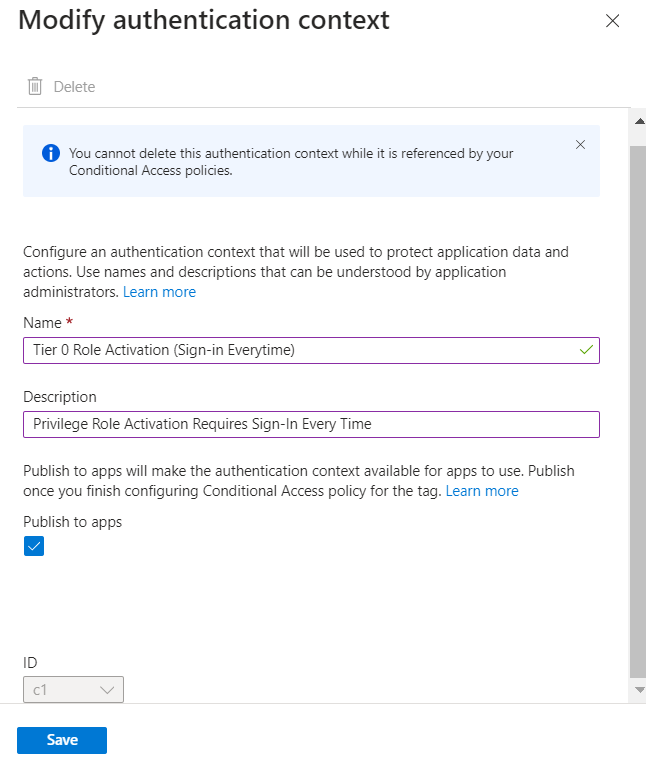 Modify authentication context
Delete
You cannot delete this authentication context while it is referenced by your
Conditional Access policies.
Configure an authentication context that will be used to protect application data and
actions. Use names and descriptions that can be understood by application
administrators. Learn more
Name *
Tier 0 Role Activation (Sign-in Everytime)
Description
Privilege Role Activation Requires Sign-In Every Time
Publish to apps will make the authentication context available for apps to use. Publish
once you finish configuring Conditional Access policy for the tag. Learn more
Publish to apps
ID
c1
Save